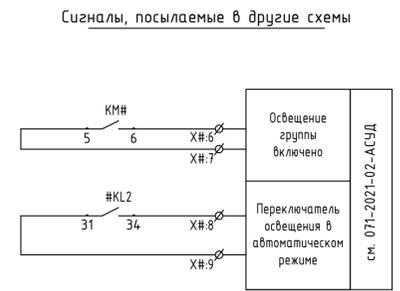 Сигналы, посылаемые в другие схемы
KM#
5 6
X#:6
X#:7
Освещение
группы
включено
#KL2
31 34
X#:8
X#:9
Переключатель
освещения в
автоматическом
режиме
см. 071-2021-02-АСУД